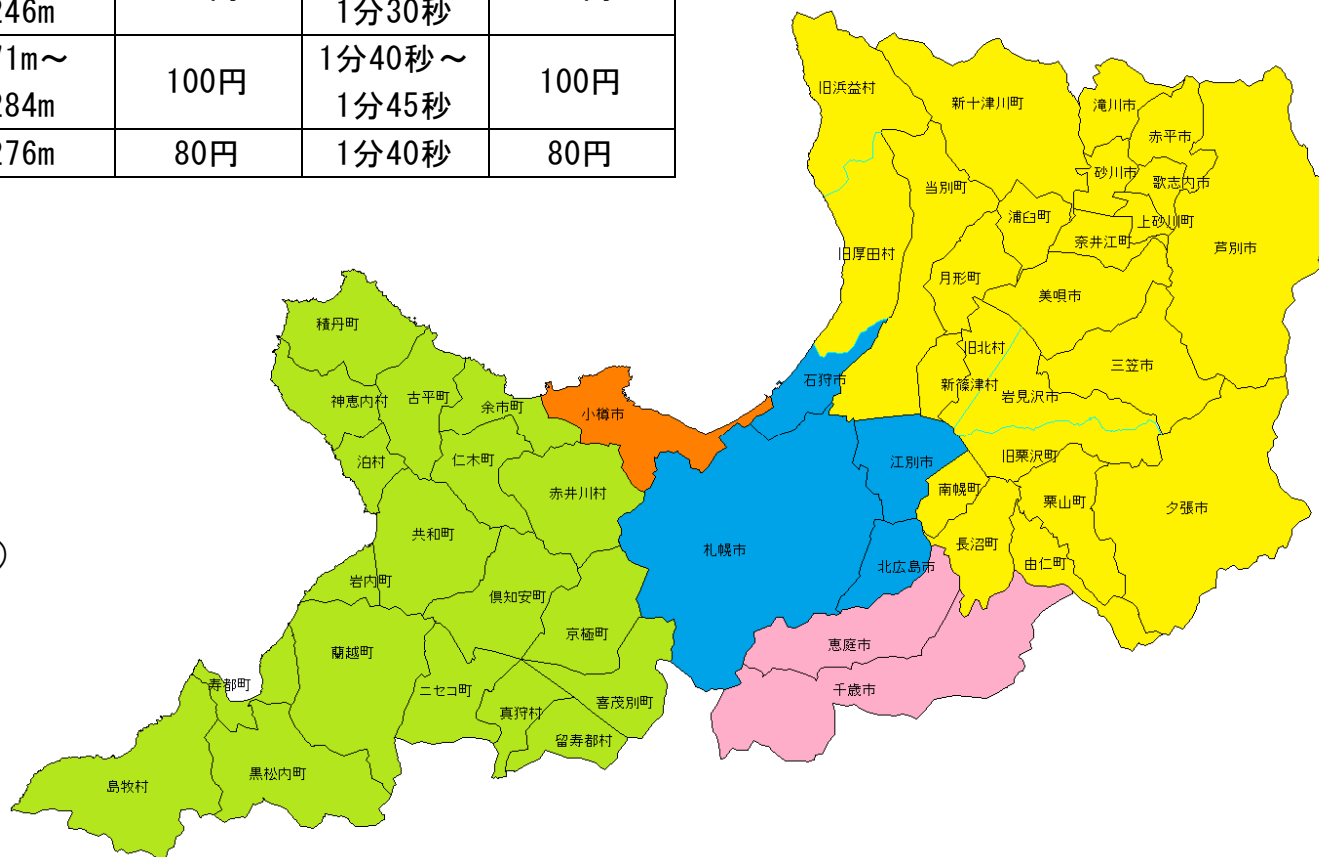 246m
1分30秒
71m～
284m
100円
1分40秒～
1分45秒
100円
276m
80円
1分40秒
80円
旧浜益村
新十津川町
滝川市
赤平市
砂川市
歌志内市
当別町
浦臼町
上砂川町
奈井江町
芦別市
旧厚田村
月形町
美唄市
積丹町
旧北村
三笠市
石狩市
新篠津村
岩見沢市
神恵内村
古平町
余市町
小樽市
泊村
仁木町
江別市
旧栗沢町
赤井川村
南幌町
栗山町
夕張市
共和町
札幌市
長沼町
岩内町
倶知安町
北広島市
由仁町
京極町
蘭越町
恵庭市
寿都町
ニセコ町
千歳市
真狩村
喜茂別町
留寿都村
島牧村
黒松内町